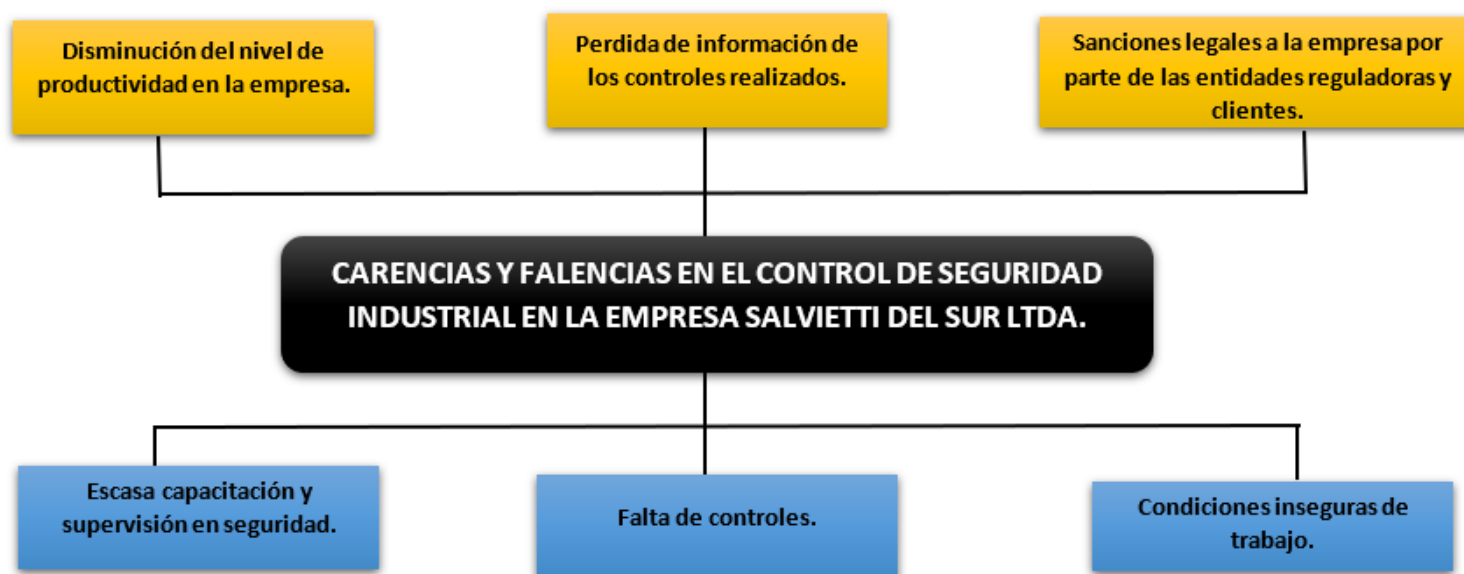 Disminución del nivel de
productividad en la empresa.
Perdida de información de
los controles realizados.
Sanciones legales a la empresa por
parte de las entidades reguladoras y
clientes.
CARENCIAS Y FALENCIAS EN EL CONTROL DE SEGURIDAD
INDUSTRIAL EN LA EMPRESA SALVIETTI DEL SUR LTDA.
Escasa capacitación y
supervisión en seguridad.
Falta de controles.
Condiciones inseguras de
trabajo.